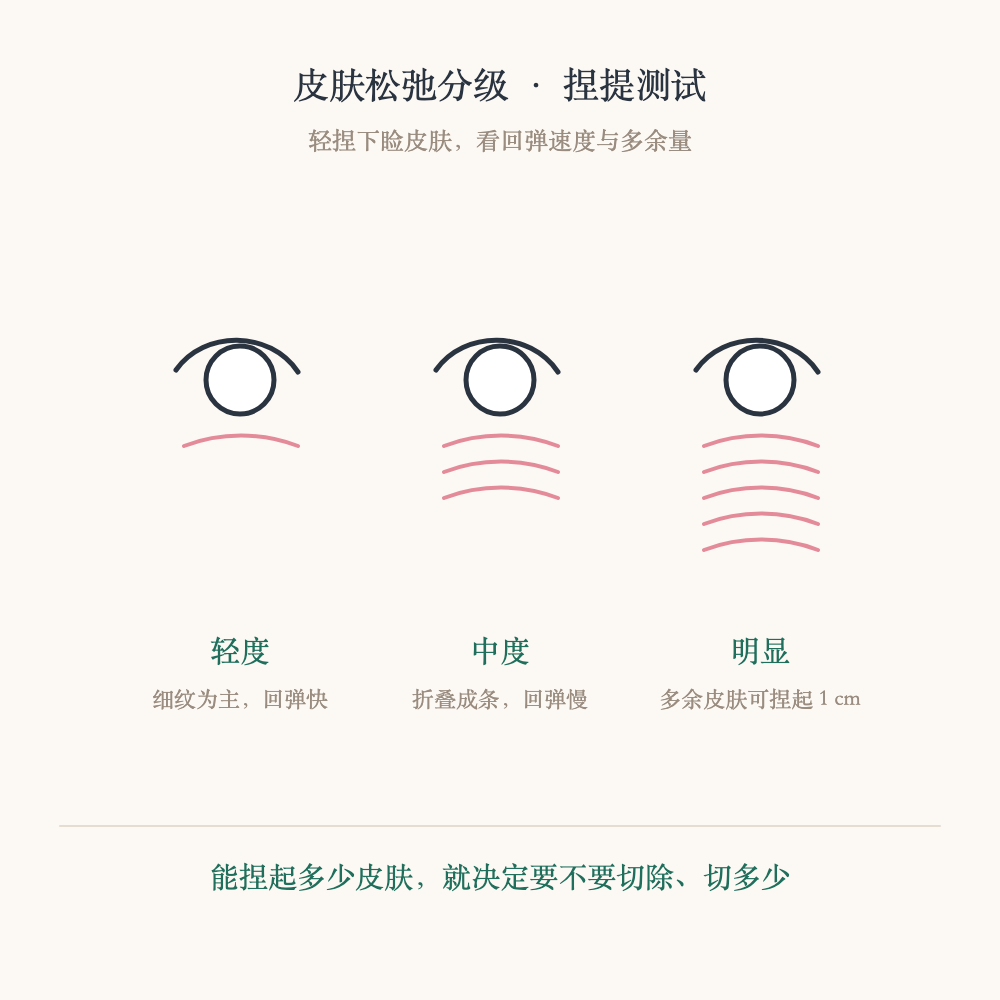 皮肤松弛分级 · 捏提测试
轻捏下睑皮肤，看回弹速度与多余量
轻度
中度
明显
细纹为主，回弹快
折叠成条，回弹慢
多余皮肤可捏起 1 cm
能捏起多少皮肤，就决定要不要切除、切多少